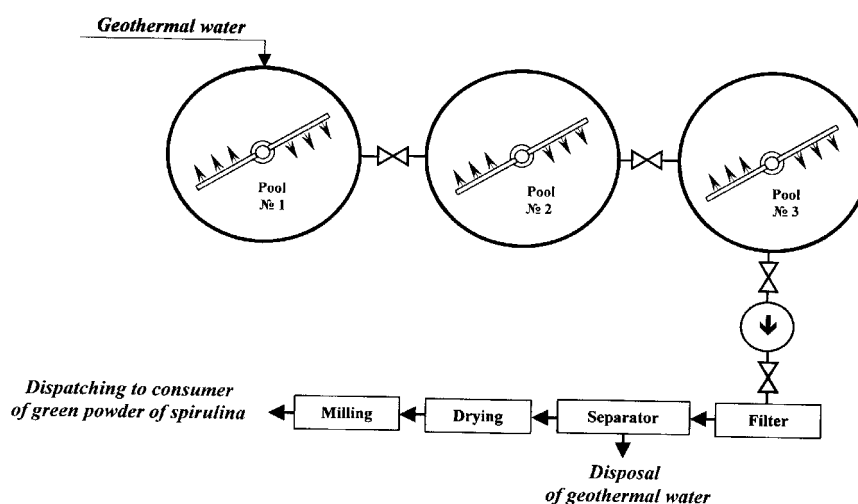 Geothermal water
Pool
№ 1
Pool
№ 2
Pool
№ 3
Dispatching to consumer
of green powder of spirulina
Milling
Drying
Separator
Filter
Disposal
of geothermal water